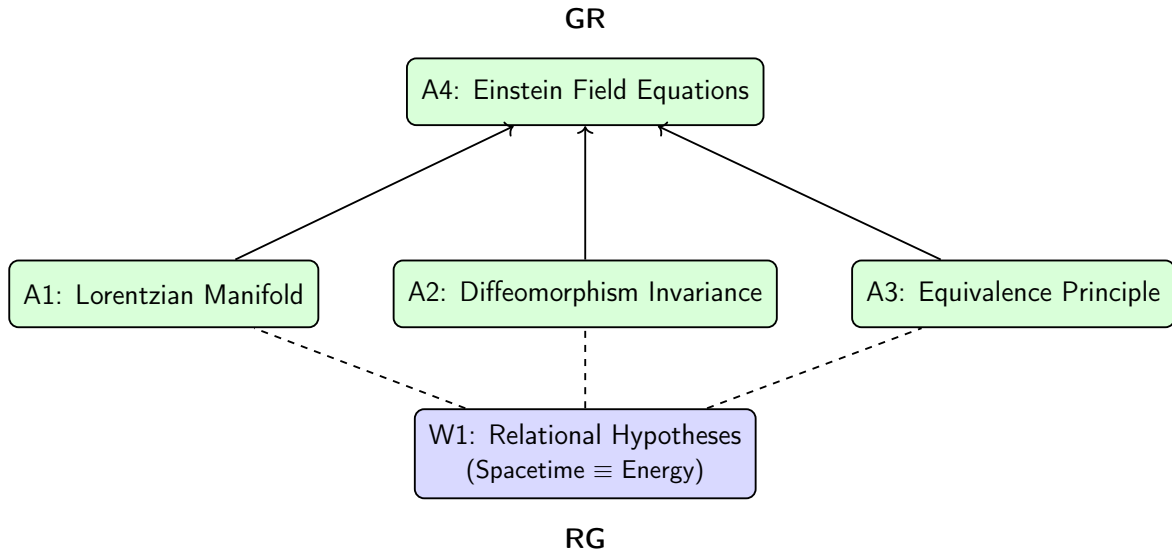 GR
A4: Einstein Field Equations
A1: Lorentzian Manifold
A2: Diffeomorphism Invariance
A3: Equivalence Principle
W1: Relational Hypotheses
(Spacetime ≡ Energy)
RG